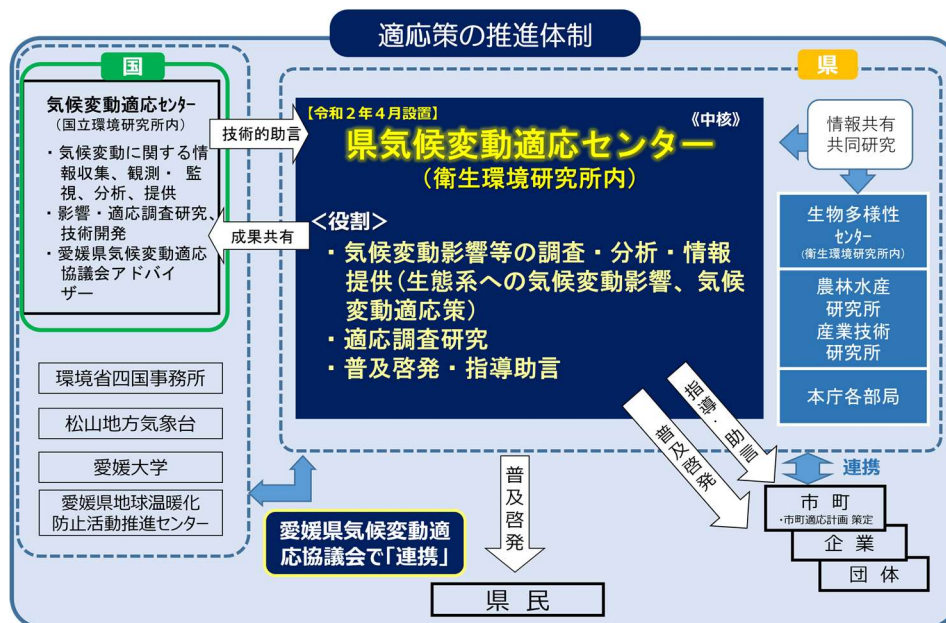 適応策の推進体制
国
気候変動適応センター
(国立環境研究所内)
・気候変動に関する情
報収集、観測・ 監
視、分析、提供
・影響・適応調査研究、
技術開発
・愛媛県気候変動適応
協議会アドバイ
ザー
環境省四国事務所
松山地方気象台
愛媛大学
愛媛県地球温暖化
防止活動推進センター
技術的助言
成果共有
県
【令和2年4月設置】
《中核》
県気候変動適応センター
(衛生環境研究所内)
<役割>
・気候変動影響等の調査・分析・情報
提供(生態系への気候変動影響、気候
変動適応策)
・適応調査研究
・普及啓発・指導助言
情報共有
共同研究
生物多様性
センター
(衛生環境研究所内)
農林水産
研究所
産業技術
研究所
本庁各部局
愛媛県気候変動適
応協議会で「連携」
普及啓発
普及啓発
指導・助言
連携
市 町
・市町適応計画 策定
企 業
団 体
県 民